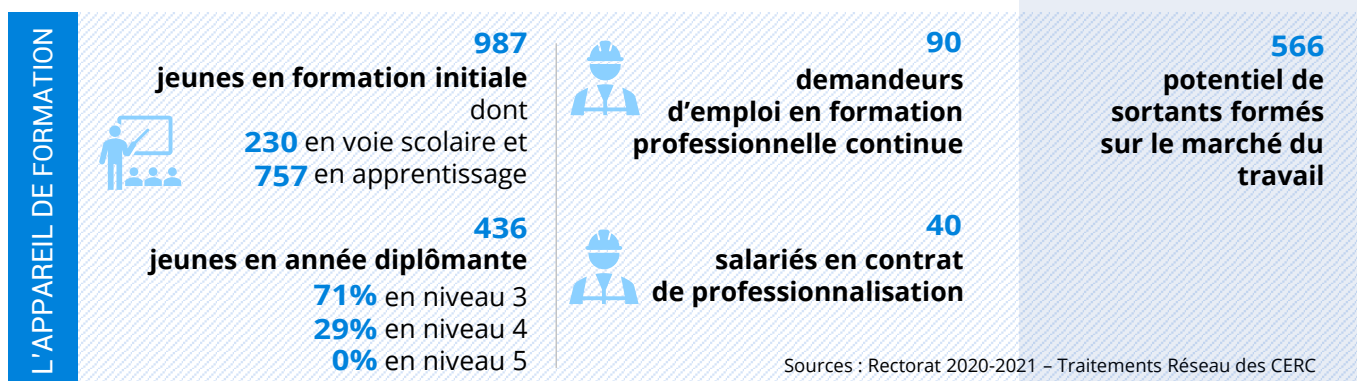 L'APPAREIL DE FORMATION
987
jeunes en formation initiale
dont
230 en voie scolaire et
757 en apprentissage
436
jeunes en année diplômante
71% en niveau 3
29% en niveau 4
0% en niveau 5
90
demandeurs
d’emploi en formation
professionnelle continue
40
salariés en contrat
de professionnalisation
566
potentiel de
sortants formés
sur le marché du
travail
Sources : Rectorat 2020-2021 – Traitements Réseau des CERC